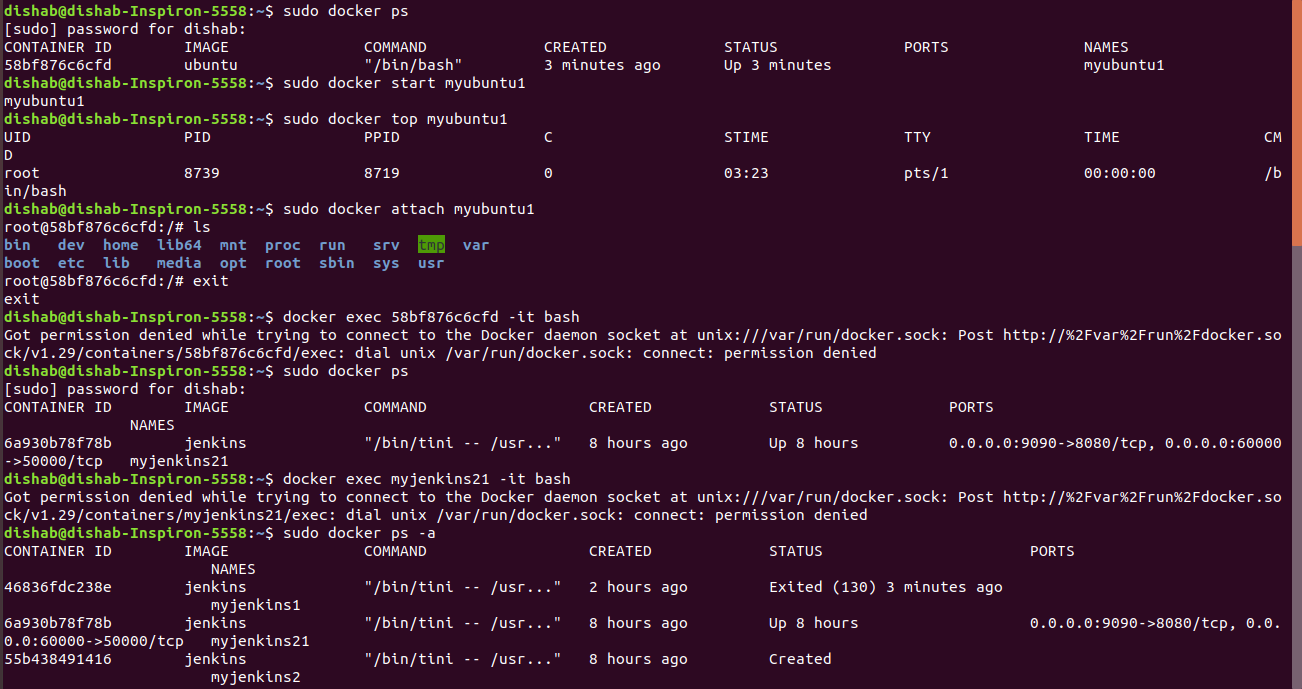 dishab@dishab-Inspiron-5558:~$ sudo docker ps
[sudo] password for dishab:
CONTAINER ID        IMAGE               COMMAND             CREATED             STATUS              PORTS               NAMES
58bf876c6cfd        ubuntu              "/bin/bash"         3 minutes ago       Up 3 minutes                            myubuntu1
dishab@dishab-Inspiron-5558:~$ sudo docker start myubuntu1
myubuntu1
dishab@dishab-Inspiron-5558:~$ sudo docker top myubuntu1
UID                 PID                 PPID                C                   STIME               TTY                 TIME                CM
D
root                8739                8719                0                   03:23               pts/1               00:00:00            /b
in/bash
dishab@dishab-Inspiron-5558:~$ sudo docker attach myubuntu1
root@58bf876c6cfd:/# ls
bin   dev  home  lib64  mnt  proc  run   srv  tmp  var
boot  etc  lib   media  opt  root  sbin  sys  usr
root@58bf876c6cfd:/# exit
exit
dishab@dishab-Inspiron-5558:~$ docker exec 58bf876c6cfd -it bash
Got permission denied while trying to connect to the Docker daemon socket at unix:///var/run/docker.sock: Post http://%2Fvar%2Frun%2Fdocker.so
ck/v1.29/containers/58bf876c6cfd/exec: dial unix /var/run/docker.sock: connect: permission denied
dishab@dishab-Inspiron-5558:~$ sudo docker ps
[sudo] password for dishab:
CONTAINER ID        IMAGE               COMMAND                  CREATED             STATUS              PORTS
              NAMES
6a930b78f78b        jenkins             "/bin/tini -- /usr..."   8 hours ago         Up 8 hours          0.0.0.0:9090->8080/tcp, 0.0.0.0:60000
->50000/tcp   myjenkins21
dishab@dishab-Inspiron-5558:~$ docker exec myjenkins21 -it bash
Got permission denied while trying to connect to the Docker daemon socket at unix:///var/run/docker.sock: Post http://%2Fvar%2Frun%2Fdocker.so
ck/v1.29/containers/myjenkins21/exec: dial unix /var/run/docker.sock: connect: permission denied
dishab@dishab-Inspiron-5558:~$ sudo docker ps -a
CONTAINER ID        IMAGE               COMMAND                  CREATED             STATUS                       PORTS
                       NAMES
46836fdc238e        jenkins             "/bin/tini -- /usr..."   2 hours ago         Exited (130) 3 minutes ago
                       myjenkins1
6a930b78f78b        jenkins             "/bin/tini -- /usr..."   8 hours ago         Up 8 hours                   0.0.0.0:9090->8080/tcp, 0.0.
0.0:60000->50000/tcp   myjenkins21
55b438491416        jenkins             "/bin/tini -- /usr..."   8 hours ago         Created
                       myjenkins2